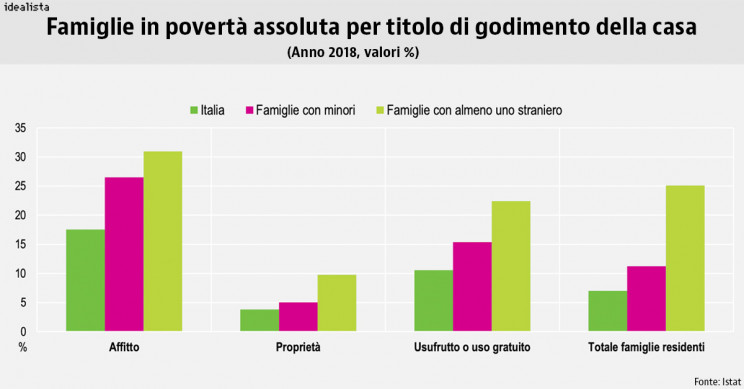 idealista
Famiglie in povertà assoluta per titolo di godimento della casa
(Anno 2018, valori %)
Italia Famiglie con minori Famiglie con almeno uno straniero
35
30
25
20
15
10
5
0
% Affitto Proprietà Usufrutto o uso gratuito Totale famiglie residenti
Fonte: Istat